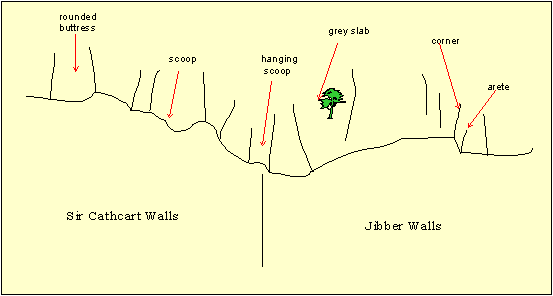 rounded
buttress
scoop
hanging
scoop
grey slab
corner
arete
Sir Cathcart Walls
Jibber Walls